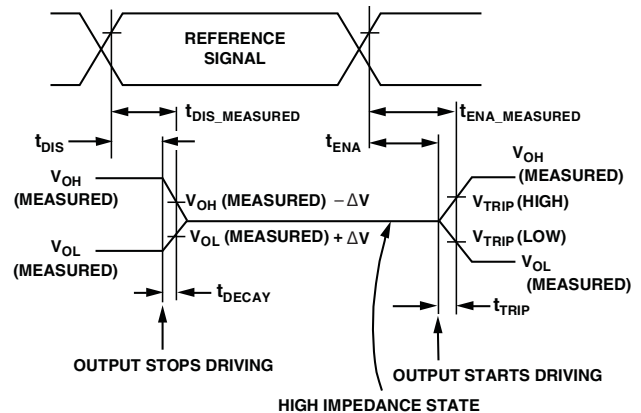 REFERENCE
SIGNAL
tDIS_MEASURED
tENA_MEASURED
tDIS
tENA
VOH
(MEASURED)
VOH (MEASURED) − ΔV
VOL (MEASURED) + ΔV
VOL
(MEASURED)
VOH
(MEASURED)
VTRIP (HIGH)
VTRIP (LOW)
VOL
(MEASURED)
tDECAY
tTRIP
OUTPUT STOPS DRIVING
OUTPUT STARTS DRIVING
HIGH IMPEDANCE STATE